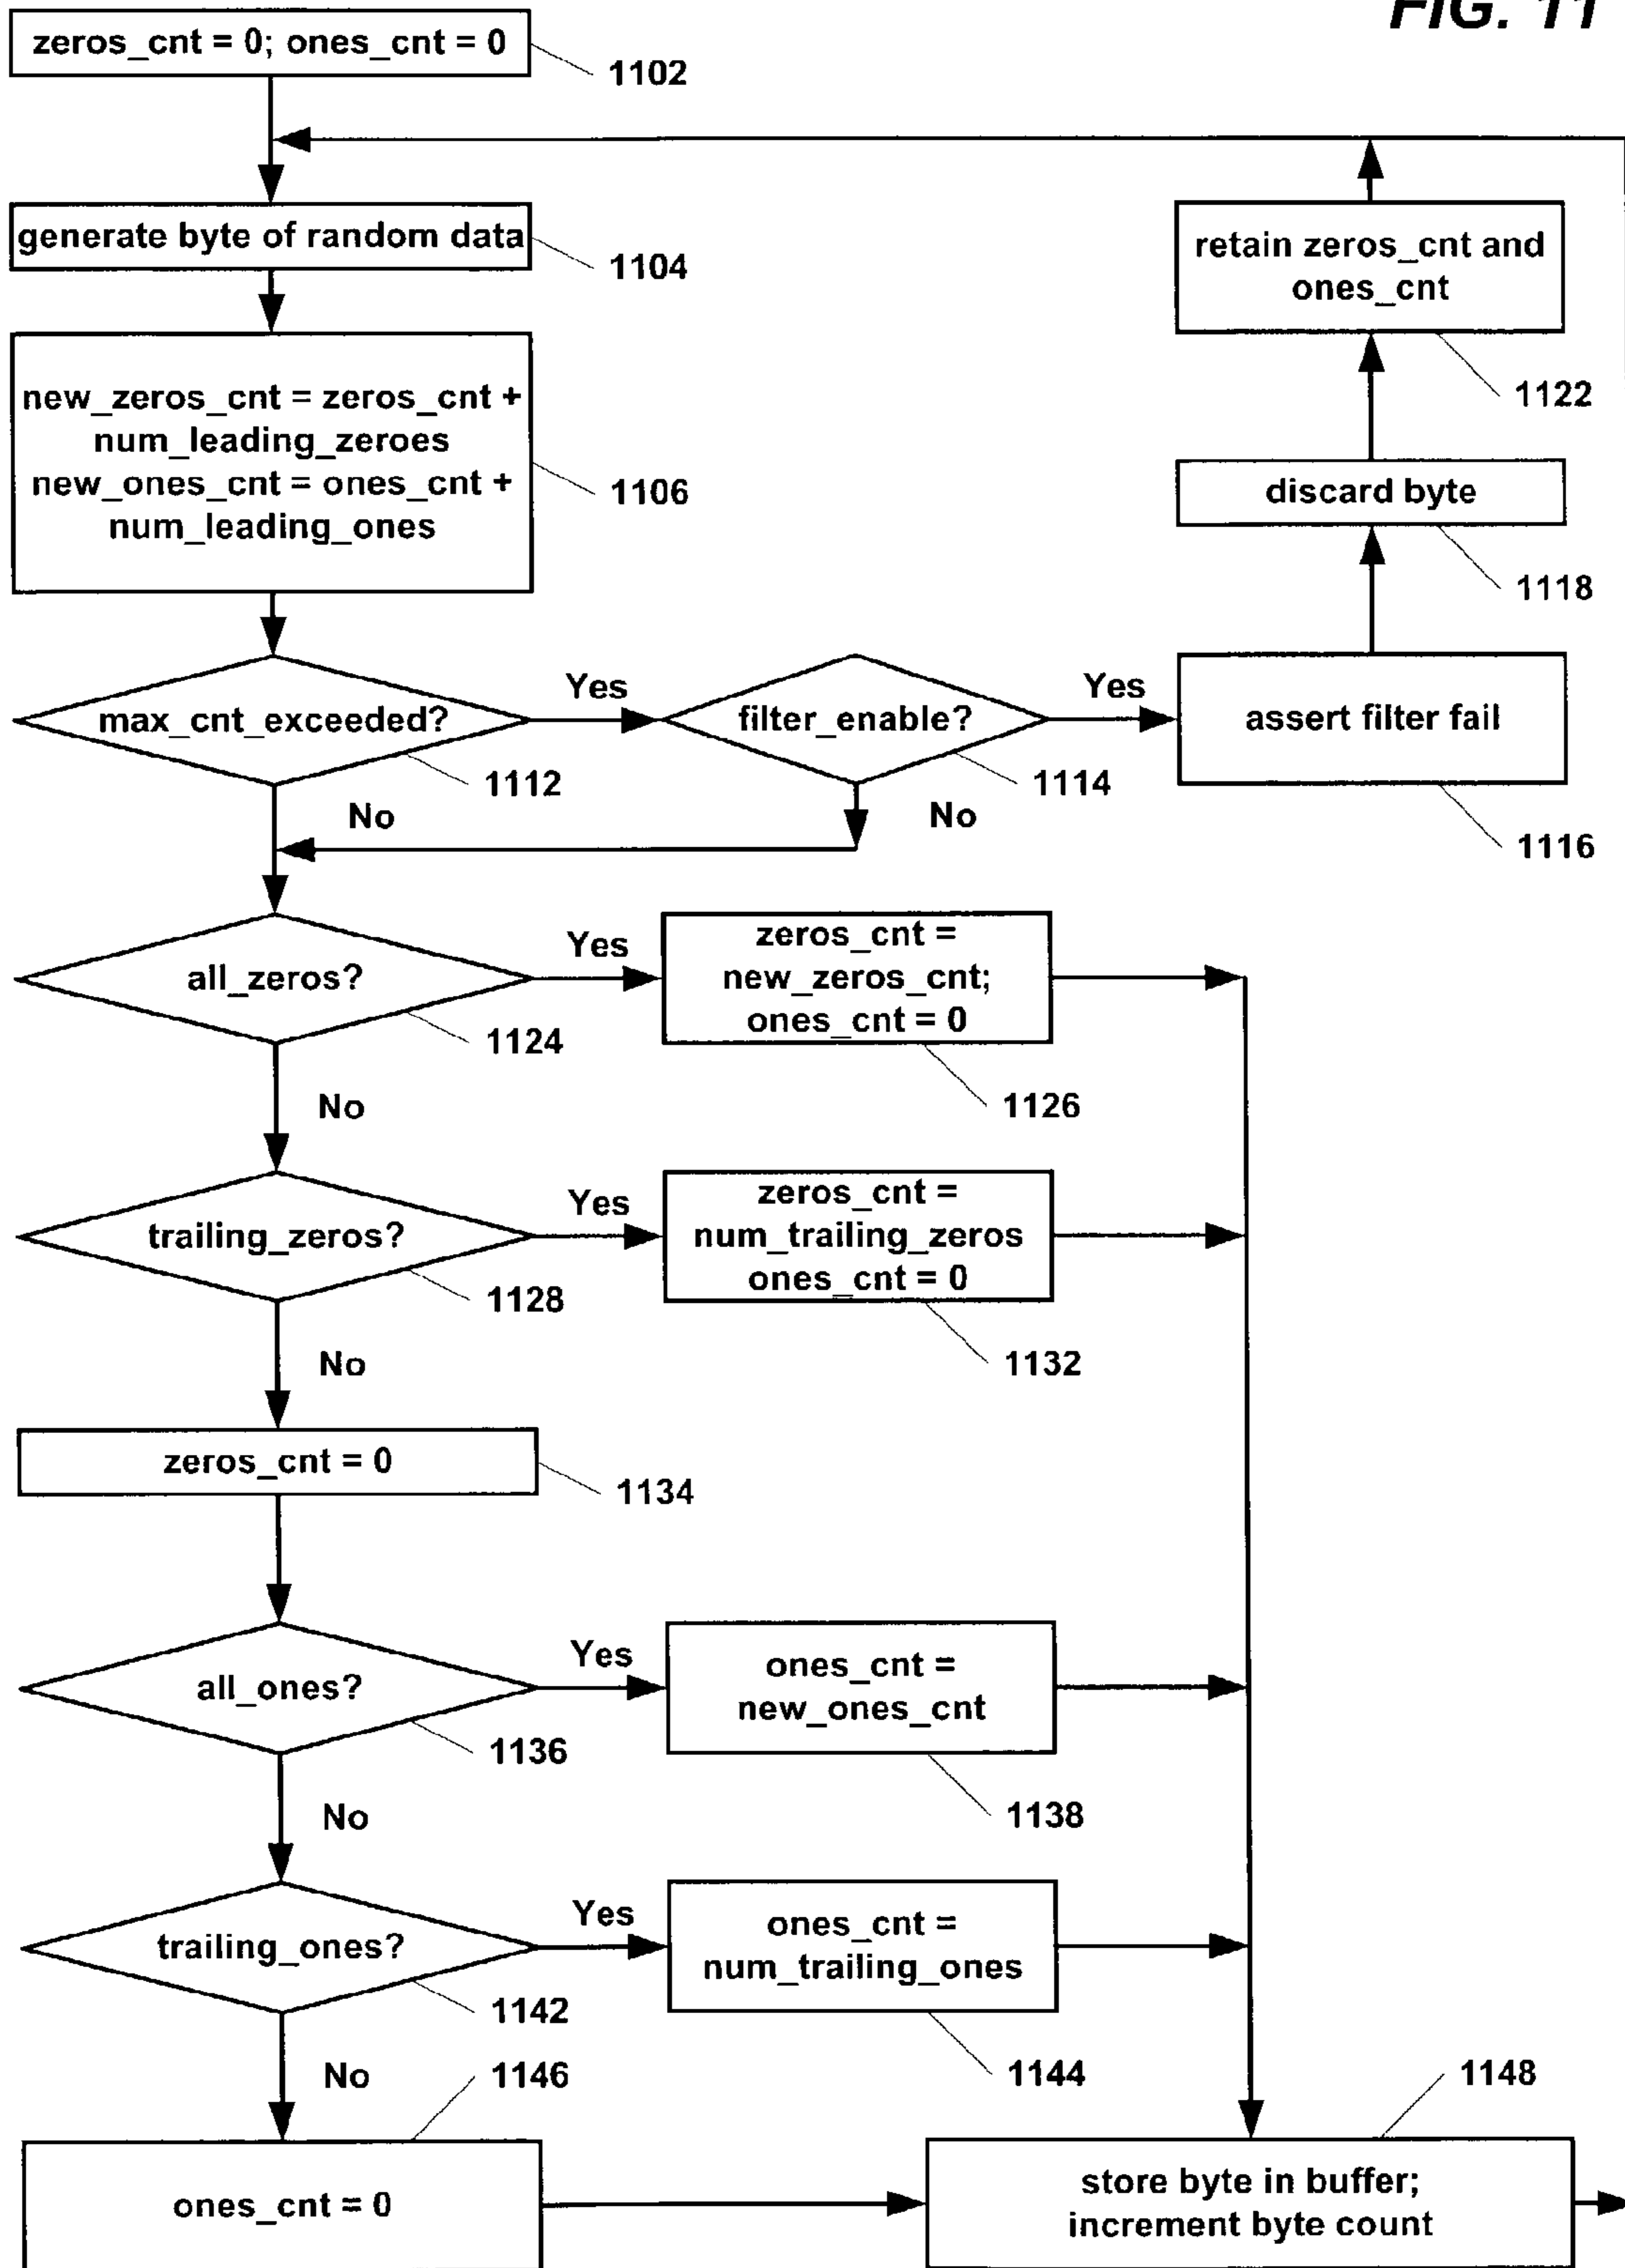 FIG. 11
zeros_cnt = 0; ones_cnt = 0
1102
generate byte of random data
1104
retain zeros_cnt and
ones_cnt
1122
new_zeros_cnt = zeros_cnt +
num_leading_zeroes
new_ones_cnt = ones_cnt +
num_leading_ones
1106
discard byte
1118
max_cnt_exceeded?
Yes
1112
No
filter_enable?
Yes
1114
No
assert filter fail
1116
all_zeros?
Yes
1124
No
zeros_cnt =
new_zeros_cnt;
ones_cnt = 0
1126
trailing_zeros?
Yes
1128
No
zeros_cnt =
num_trailing_zeros
ones_cnt = 0
1132
zeros_cnt = 0
1134
all_ones?
Yes
1136
No
ones_cnt =
new_ones_cnt
1138
trailing_ones?
Yes
1142
No
ones_cnt =
num_trailing_ones
1144
1146
ones_cnt = 0
1148
store byte in buffer;
increment byte count